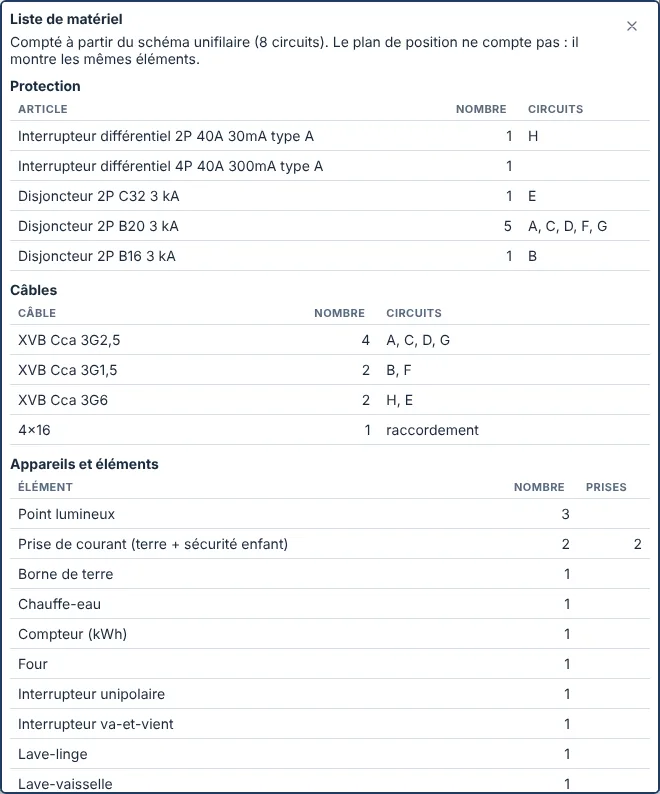 Liste de matériel
Compté à partir du schéma unifilaire (8 circuits). Le plan de position ne compte pas : il
montre les mêmes éléments.
Protection
ARTICLE NOMBRE CIRCUITS
Interrupteur différentiel 2P 40A 30mA type A 1 H
Interrupteur différentiel 4P 40A 300mA type A 1
Disjoncteur 2P C32 3 kA 1 E
Disjoncteur 2P B20 3 kA 5 A, C, D, F, G
Disjoncteur 2P B16 3 kA 1 B
Câbles
CÂBLE NOMBRE CIRCUITS
XVB Cca 3G2,5 4 A, C, D, G
XVB Cca 3G1,5 2 B, F
XVB Cca 3G6 2 H, E
4×16 1 raccordement
Appareils et éléments
ÉLÉMENT NOMBRE PRISES
Point lumineux 3
Prise de courant (terre + sécurité enfant) 2 2
Borne de terre 1
Chauffe-eau 1
Compteur (kWh) 1
Four 1
Interrupteur unipolaire 1
Interrupteur va-et-vient 1
Lave-linge 1
Lave-vaisselle 1